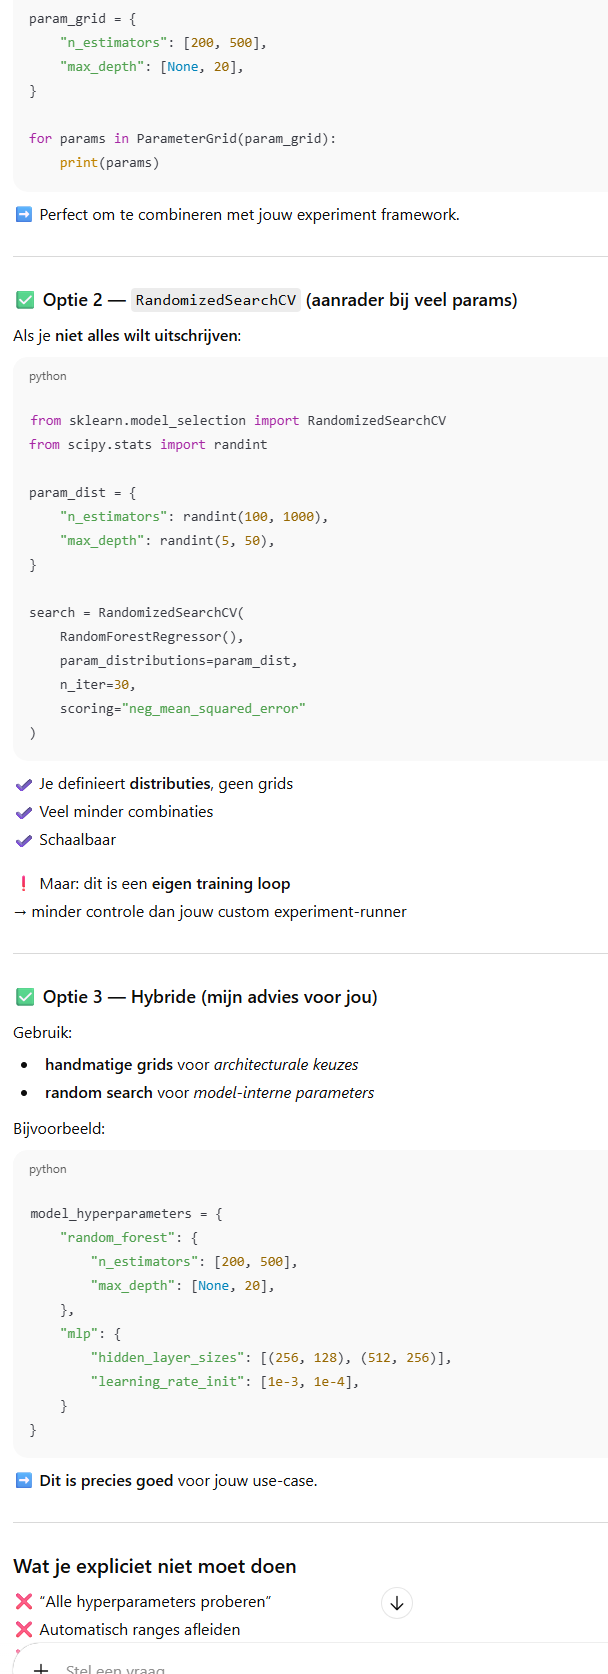 param_grid = {
    "n_estimators": [200, 500],
    "max_depth": [None, 20],
}
for params in ParameterGrid(param_grid):
    print(params)
➡️ Perfect om te combineren met jouw experiment framework.
✅ Optie 2 — RandomizedSearchCV (aanrader bij veel params)
Als je niet alles wilt uitschrijven:
python
from sklearn.model_selection import RandomizedSearchCV
from scipy.stats import randint
param_dist = {
    "n_estimators": randint(100, 1000),
    "max_depth": randint(5, 50),
}
search = RandomizedSearchCV(
    RandomForestRegressor(),
    param_distributions=param_dist,
    n_iter=30,
    scoring="neg_mean_squared_error"
)
✔ Je definieert distributies, geen grids
✔ Veel minder combinaties
✔ Schaalbaar
❗ Maar: dit is een eigen training loop
→ minder controle dan jouw custom experiment-runner
✅ Optie 3 — Hybride (mijn advies voor jou)
Gebruik:
• handmatige grids voor architecturale keuzes
• random search voor model-interne parameters
Bijvoorbeeld:
python
model_hyperparameters = {
    "random_forest": {
        "n_estimators": [200, 500],
        "max_depth": [None, 20],
    },
    "mlp": {
        "hidden_layer_sizes": [(256, 128), (512, 256)],
        "learning_rate_init": [1e-3, 1e-4],
    }
}
➡️ Dit is precies goed voor jouw use-case.
Wat je expliciet niet moet doen
❌ "Alle hyperparameters proberen"
❌ Automatisch ranges afleiden
Stel een vraag